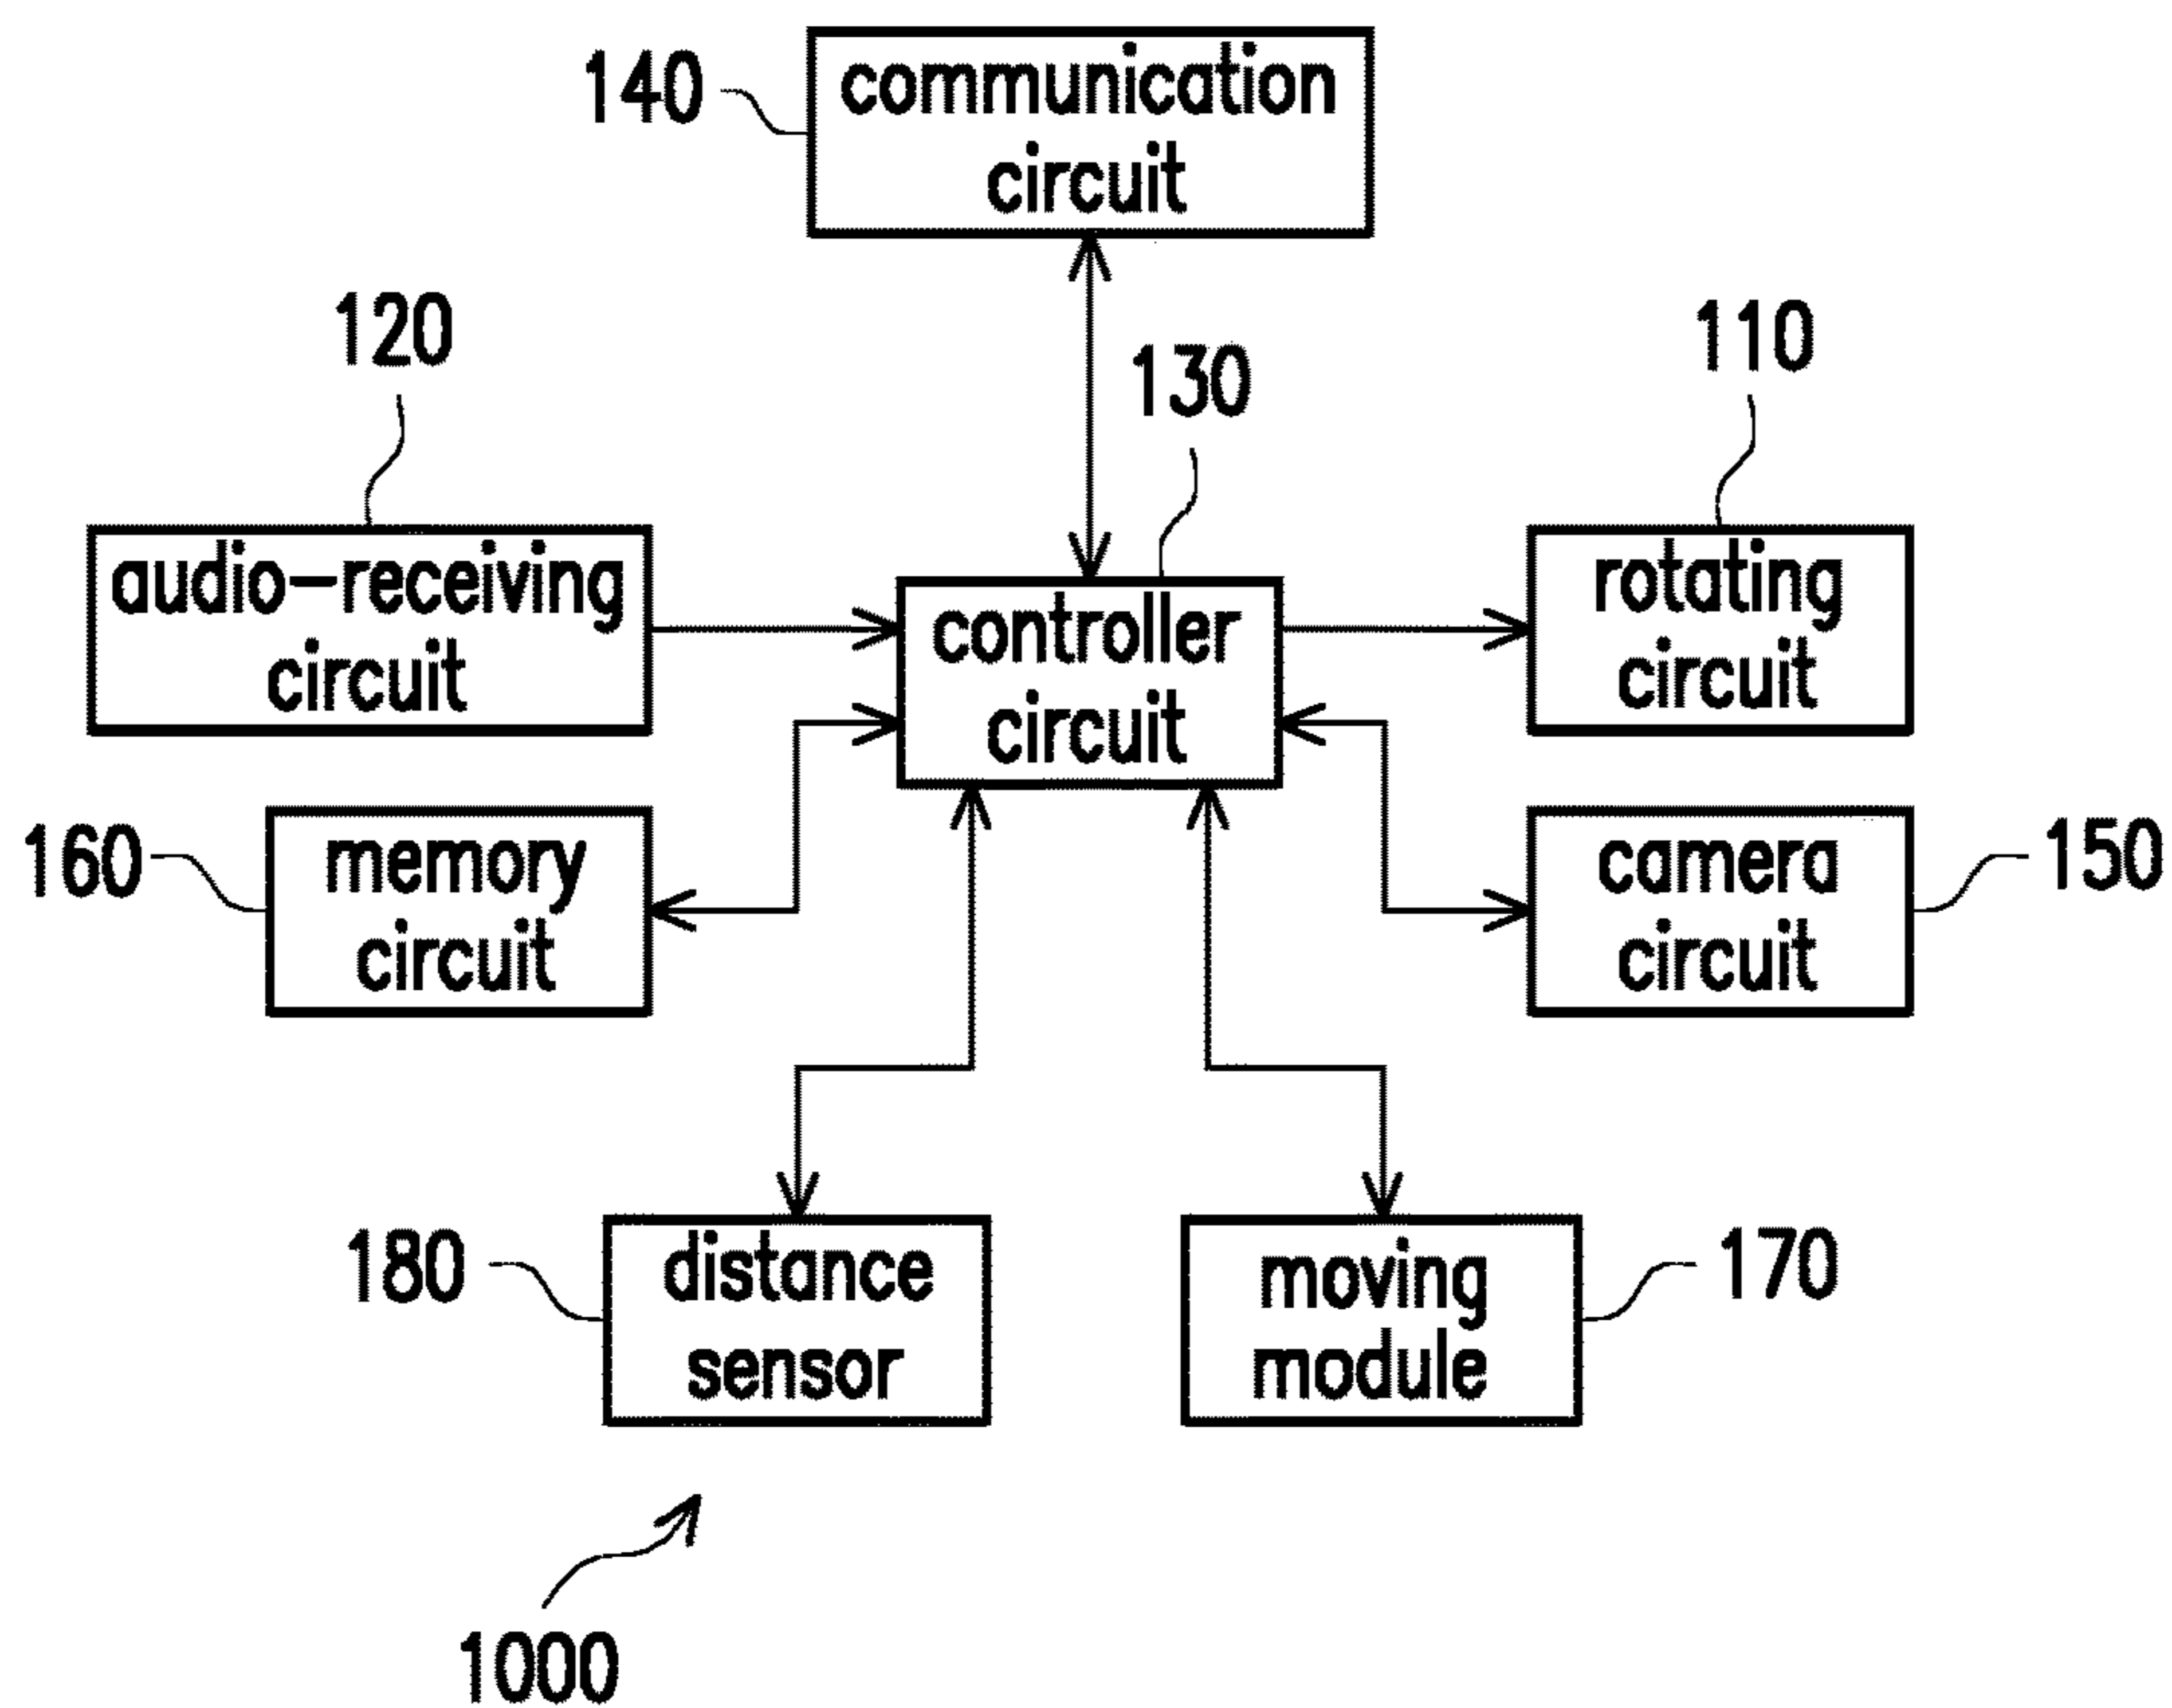 140
communication
circuit
120
130
110
audio-receiving
circuit
controller
circuit
rotating
circuit
160
memory
circuit
camera
circuit
150
180
distance
sensor
moving
module
170
1000